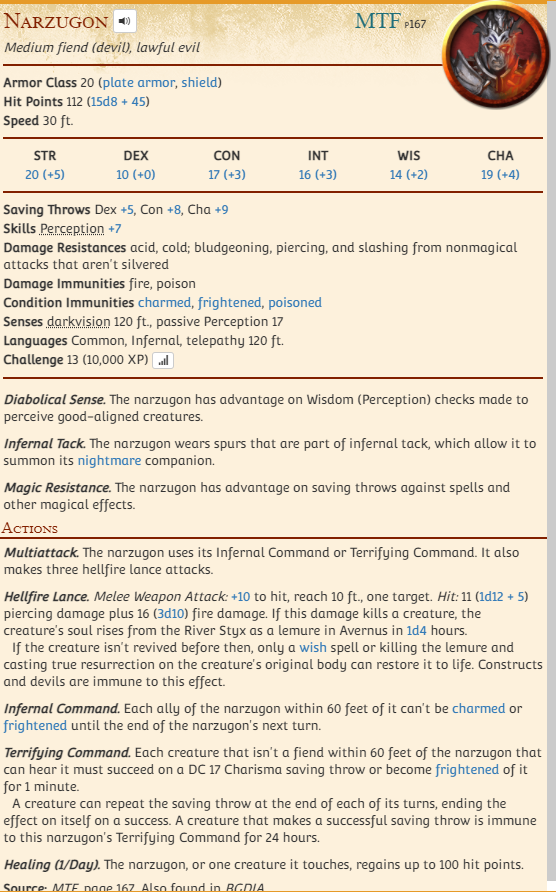 Narzugon MTF p167
Medium fiend (devil), lawful evil
Armor Class 20 (plate armor, shield)
Hit Points 112 (15d8 + 45)
Speed 30 ft.
STR DEX CON INT WIS CHA
20 (+5) 10 (+0) 17 (+3) 16 (+3) 14 (+2) 19 (+4)
Saving Throws Dex +5, Con +8, Cha +9
Skills Perception +7
Damage Resistances acid, cold; bludgeoning, piercing, and slashing from nonmagical
attacks that aren't silvered
Damage Immunities fire, poison
Condition Immunities charmed, frightened, poisoned
Senses darkvision 120 ft., passive Perception 17
Languages Common, Infernal, telepathy 120 ft.
Challenge 13 (10,000 XP)
Diabolical Sense. The narzugon has advantage on Wisdom (Perception) checks made to
perceive good-aligned creatures.
Infernal Tack. The narzugon wears spurs that are part of infernal tack, which allow it to
summon its nightmare companion.
Magic Resistance. The narzugon has advantage on saving throws against spells and
other magical effects.
Actions
Multiattack. The narzugon uses its Infernal Command or Terrifying Command. It also
makes three hellfire lance attacks.
Hellfire Lance. Melee Weapon Attack: +10 to hit, reach 10 ft., one target. Hit: 11 (1d12 + 5)
piercing damage plus 16 (3d10) fire damage. If this damage kills a creature, the
creature's soul rises from the River Styx as a lemure in Avernus in 1d4 hours.
If the creature isn't revived before then, only a wish spell or killing the lemure and
casting true resurrection on the creature's original body can restore it to life. Constructs
and devils are immune to this effect.
Infernal Command. Each ally of the narzugon within 60 feet of it can't be charmed or
frightened until the end of the narzugon's next turn.
Terrifying Command. Each creature that isn't a fiend within 60 feet of the narzugon that
can hear it must succeed on a DC 17 Charisma saving throw or become frightened of it
for 1 minute.
A creature can repeat the saving throw at the end of each of its turns, ending the
effect on itself on a success. A creature that makes a successful saving throw is immune
to this narzugon's Terrifying Command for 24 hours.
Healing (1/Day). The narzugon, or one creature it touches, regains up to 100 hit points.
Source: MTF, page 167. Also found in BGDIA